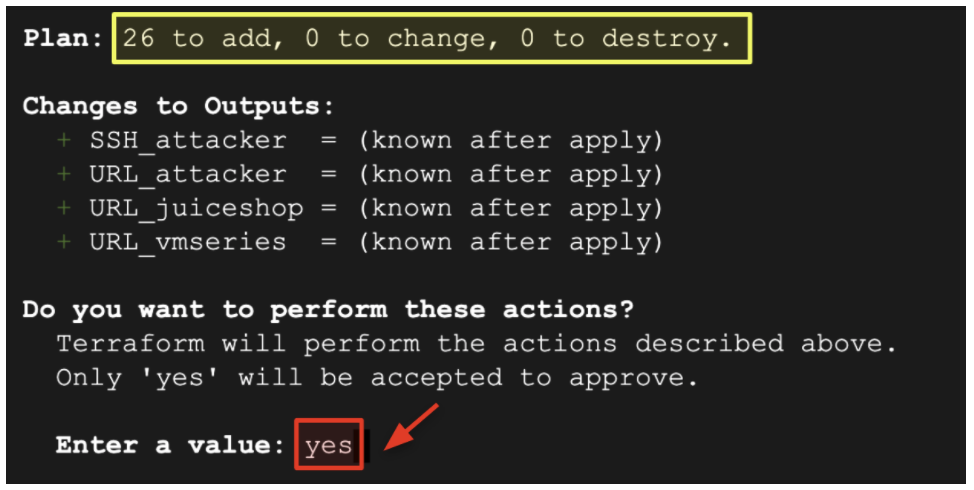 Plan: 26 to add, 0 to change, 0 to destroy.
Changes to Outputs:
+ SSH_attacker = (known after apply)
+ URL_attacker = (known after apply)
+ URL_juiceshop = (known after apply)
+ URL_vmseries = (known after apply)
Do you want to perform these actions?
Terraform will perform the actions described above.
Only 'yes' will be accepted to approve.
Enter a value: yes